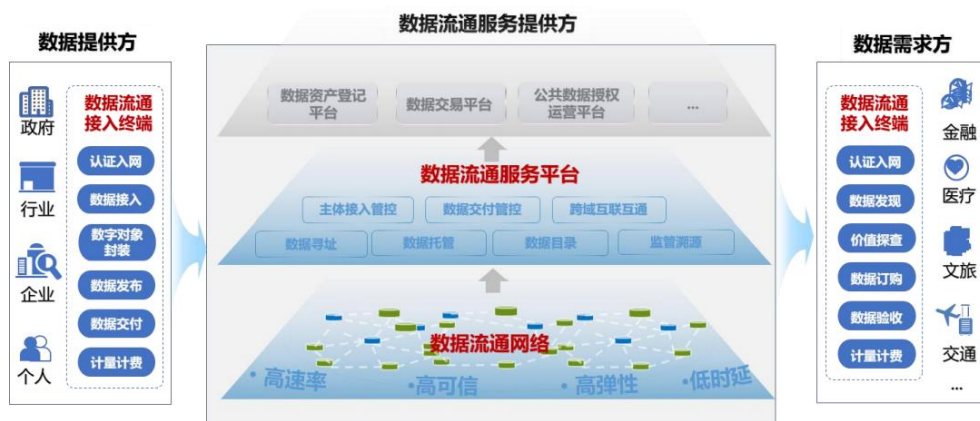 数据提供方
政府
行业
企业
个人
数据流通
接入终端
认证入网
数据接入
数字对象
封装
数据发布
数据交付
计量计费
数据流通服务提供方
数据资产登记
平台
数据交易平台
公共数据授权
运营平台
...
数据流通服务平台
主体接入管控
数据交付管控
跨域互联互通
数据寻址
数据托管
数据目录
监管溯源
数据流通网络
•高速率
•高可信
•高弹性
•低时延
数据需求方
数据流通
接入终端
认证入网
数据发现
价值探查
数据订购
数据验收
计量计费
金融
医疗
文旅
交通
...